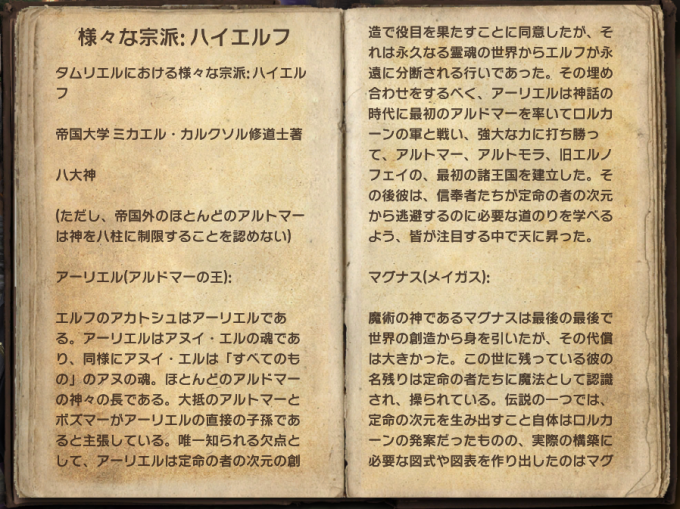 様々な宗派: ハイエルフ
タムリエルにおける様々な宗派: ハイエル
フ
帝国大学 ミカエル・カルクソル修道士著
八大神
(ただし、帝国外のほとんどのアルトマー
は神を八柱に制限することを認めない)
アーリエル(アルドマーの王):
エルフのアカトシュはアーリエルであ
る。アーリエルはアヌイ・エルの魂であ
り、同様にアヌイ・エルは「すべてのも
の」のアヌの魂。ほとんどのアルドマー
の神々の長である。大抵のアルトマーと
ボズマーがアーリエルの直接の子孫であ
ると主張している。唯一知られる欠点と
して、アーリエルは定命の者の次元の創
造で役目を果たすことに同意したが、そ
れは永久なる霊魂の世界からエルフが永
遠に分断される行いであった。その埋め
合わせをするべく、アーリエルは神話の
時代に最初のアルドマーを率いてロルカ
ーンの軍と戦い、強大な力に打ち勝っ
て、アルトマー、アルトモラ、旧エルノ
フェイの、最初の諸王国を建立した。そ
の後彼は、信奉者たちが定命の者の次元
から逃避するのに必要な道のりを学べる
よう、皆が注目する中で天に昇った。
マグナス(メイガス):
魔術の神であるマグナスは最後の最後で
世界の創造から身を引いたが、その代償
は大きかった。この世に残っている彼の
名残りは定命の者たちに魔法として認識
され、操られている。伝説の一つでは、
定命の次元を生み出すこと自体はロルカ
ーンの発案だったものの、実際の構築に
必要な図式や図表を作り出したのはマグ